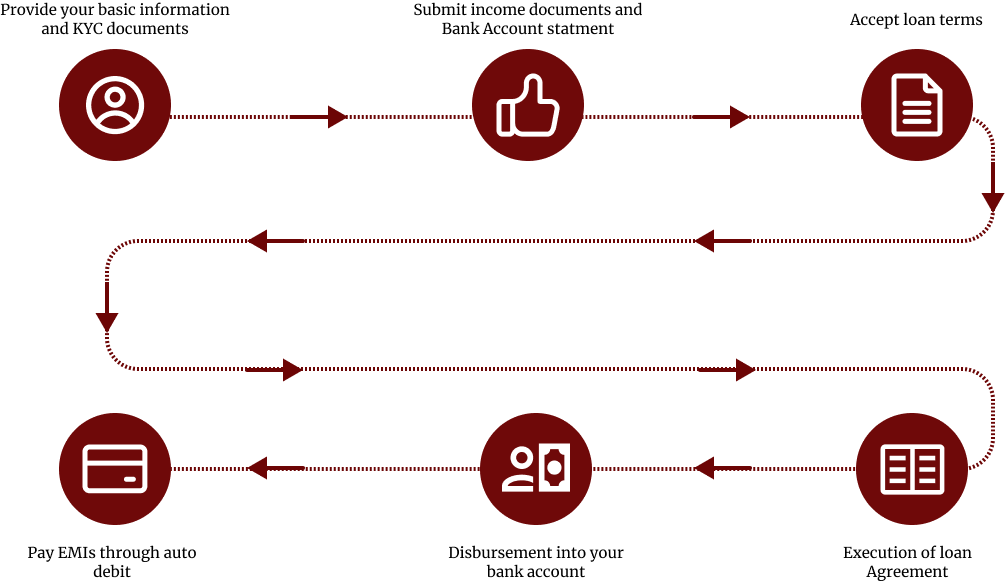 Provide your basic information
and KYC documents
Submit income documents and
Bank Account statment
Accept loan terms
Pay EMIs through auto
debit
Disbursement into your
bank account
Execution of loan
Agreement